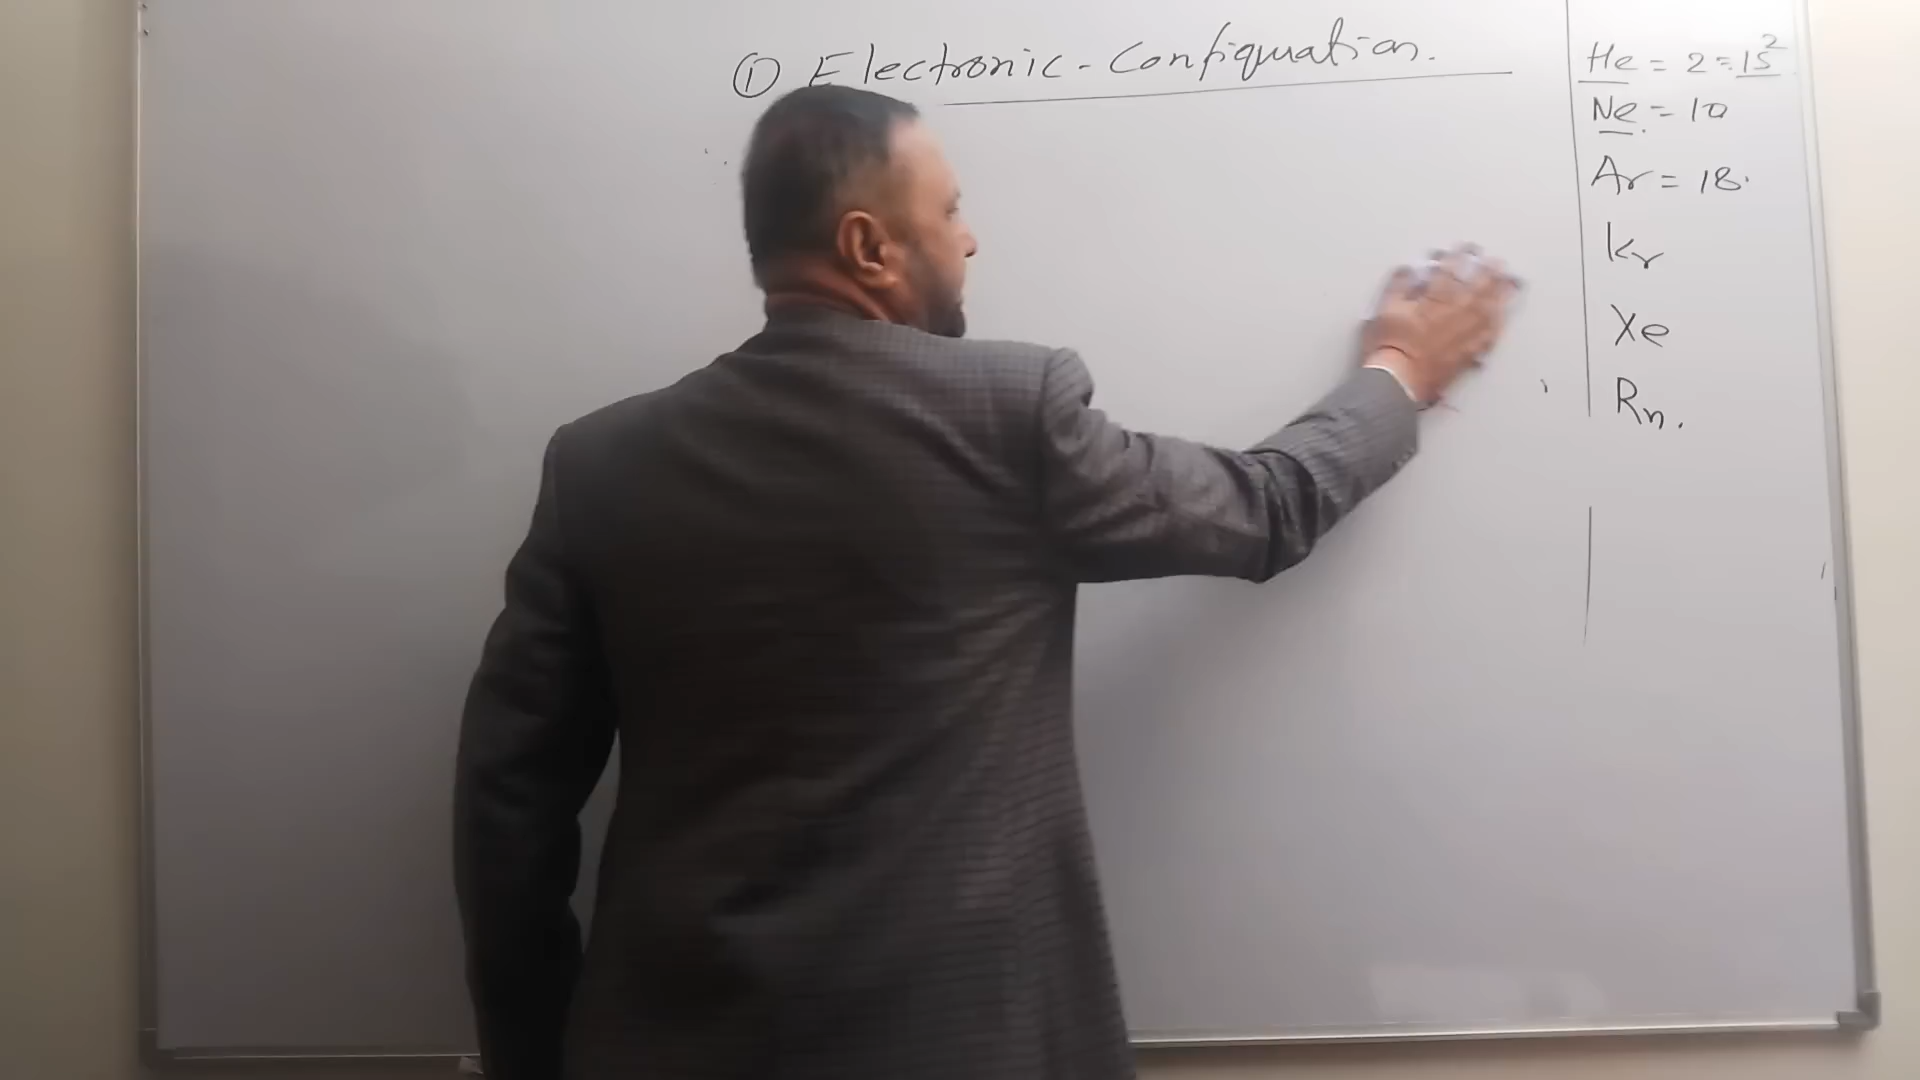 ① Electronic - Configuration.
He = 2 = 1S²
Ne = 10
Ar = 18.
Kr
Xe
Rn.